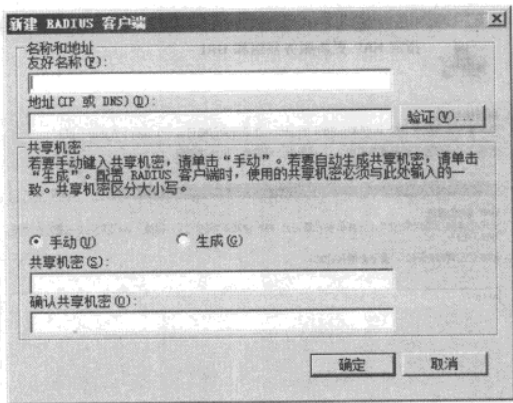 新建 RADIUS 客户端
名称和地址
友好名称(F):
地址(IP 或 DNS)(D):
验证(V)...
共享机密
若要手动键入共享机密，请单击“手动”。若要自动生成共享机密，请单击
“生成”。配置 RADIUS 客户端时，使用的共享机密必须与此处输入的一
致。共享机密区分大小写。
手动(U) 生成(G)
共享机密(S):
确认共享机密(O):
确定 取消